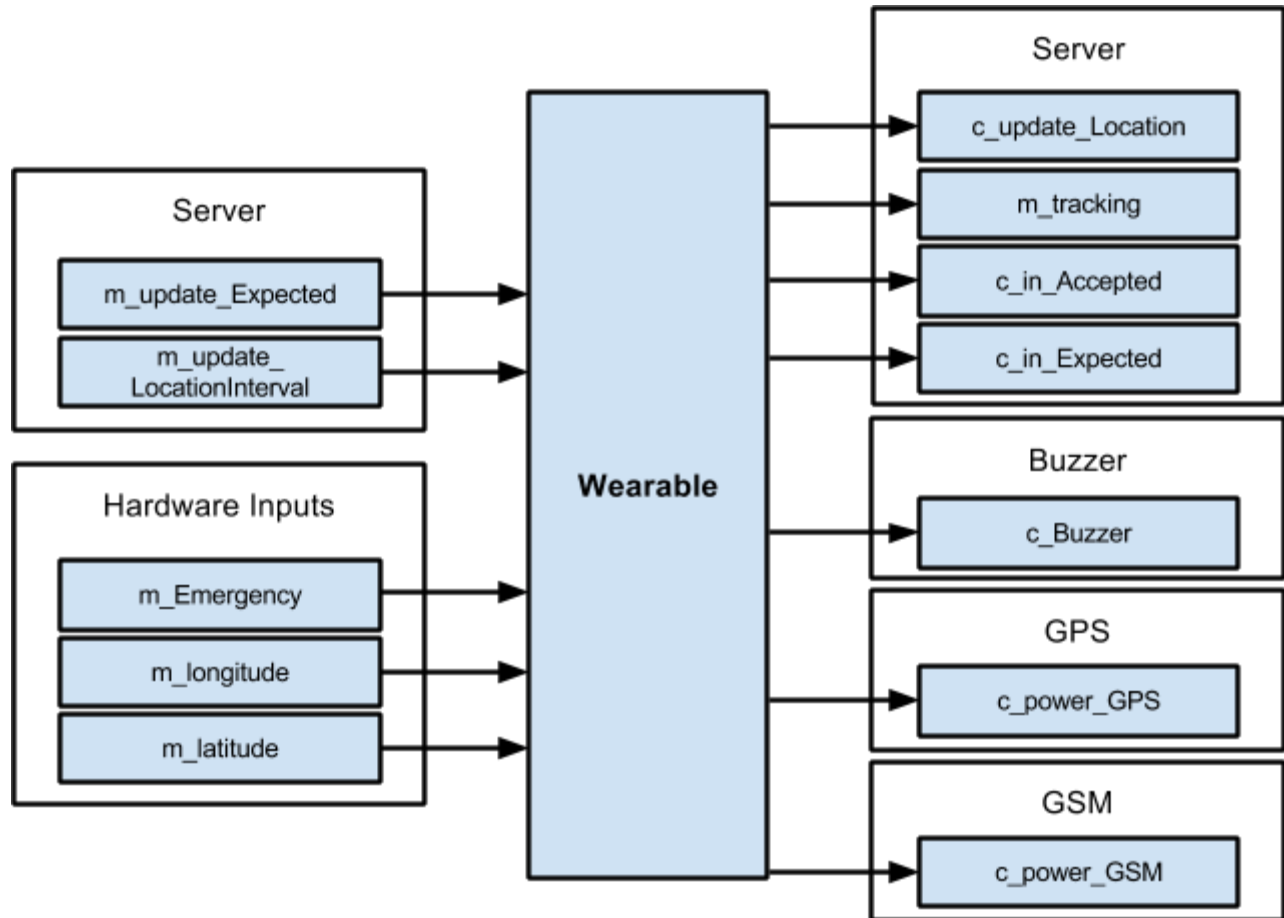 Server
m_update_Expected
m_update_
LocationInterval
Hardware Inputs
m_Emergency
m_longitude
m_latitude
Wearable
Server
c_update_Location
m_tracking
c_in_Accepted
c_in_Expected
Buzzer
c_Buzzer
GPS
c_power_GPS
GSM
c_power_GSM